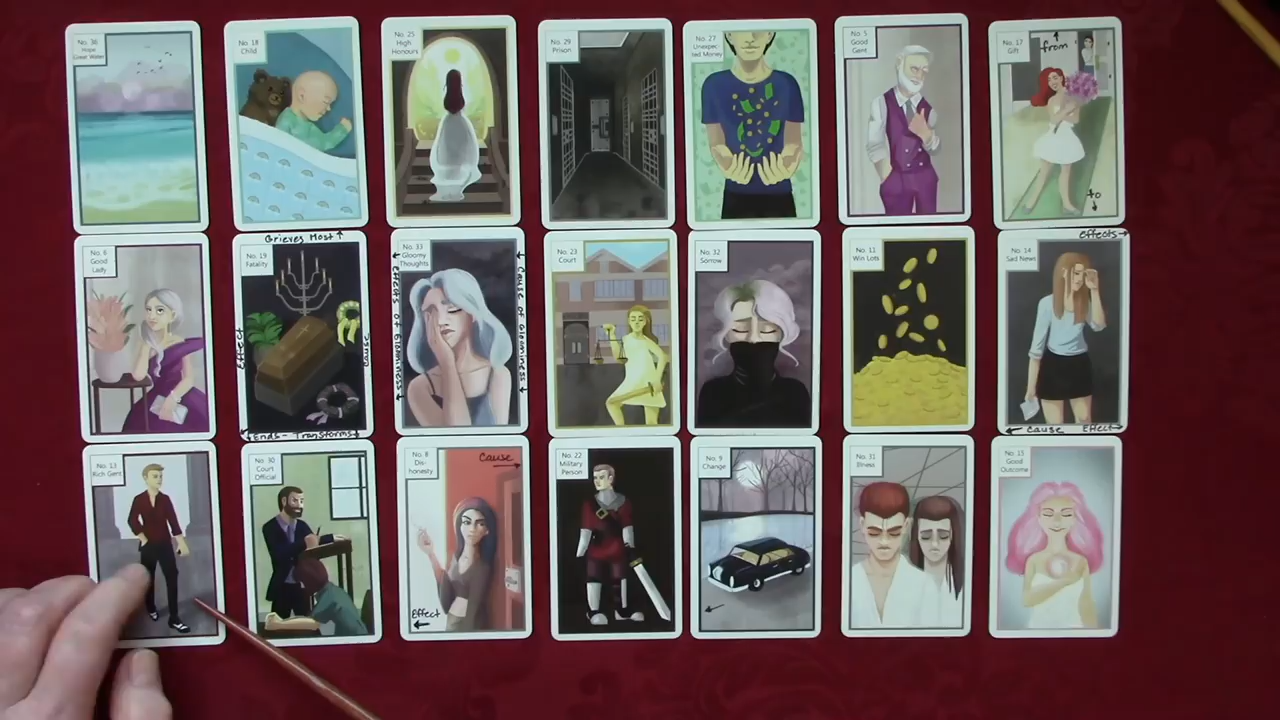 No. 36
Hope
Great Water
No. 18
Child
No. 25
High
Honours
No. 29
Prison
No. 27
Unexpec-
ted Money
No. 5
Good
Gent
No. 17
Gift
from
to
No. 6
Good
Lady
Grieves Most
No. 19
Fatality
Effect
Cause
Ends - Transforms
No. 33
Gloomy
Thoughts
Effects of Gloominess
Cause of Gloominess
No. 23
Court
No. 32
Sorrow
No. 11
Win Lots
effects
No. 14
Sad News
Cause Effect
No. 13
Rich Gent
No. 30
Court
Official
No. 8
Dis-
honesty
Cause
Effect
No. 22
Military
Person
No. 9
Change
No. 31
Illness
No. 15
Good
Outcome